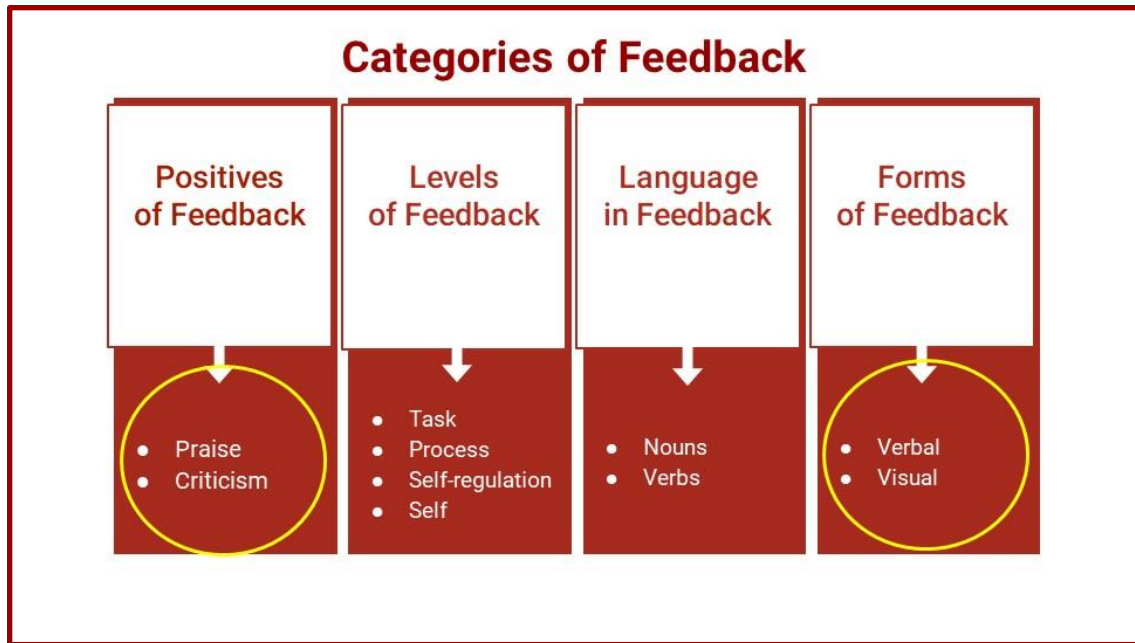 Categories of Feedback
Positives
of Feedback
● Praise
● Criticism
Levels
of Feedback
● Task
● Process
● Self-regulation
● Self
Language
in Feedback
● Nouns
● Verbs
Forms
of Feedback
● Verbal
● Visual